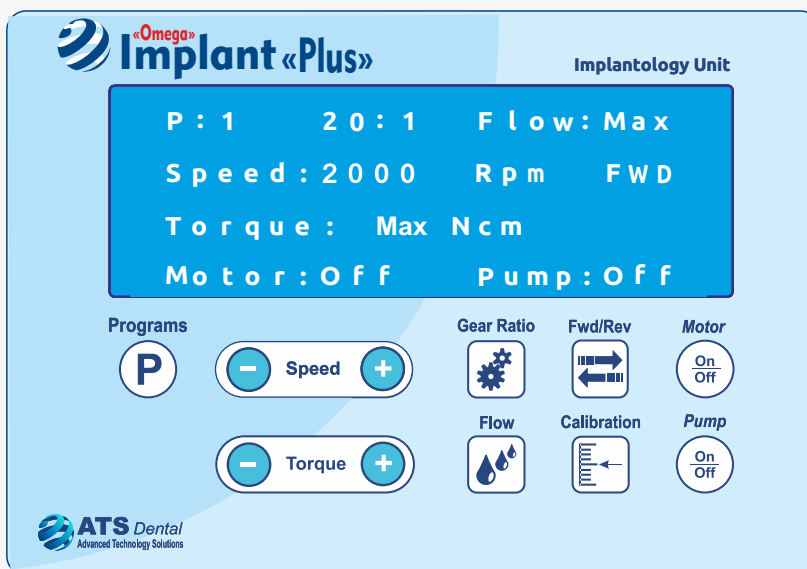 «Omega»
Implant «Plus»
Implantology Unit
P:1 20:1 Flow:Max
Speed:2000 Rpm FWD
Torque: Max Ncm
Motor:Off Pump:Off
Programs
P
Gear Ratio
Fwd/Rev
Motor
- Speed +
On
Off
Flow
Calibration
Pump
- Torque +
On
Off
ATS Dental
Advanced Technology Solutions